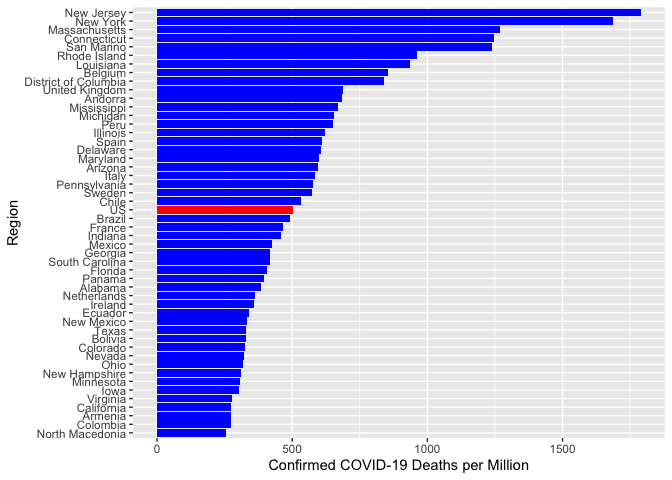 New Jersey
New York
Massachusetts
Connecticut
San Marino
Rhode Island
Louisiana
Belgium
District of Columbia
United Kingdom
Andorra
Mississippi
Michigan
Peru
Illinois
Spain
Delaware
Maryland
Arizona
Italy
Pennsylvania
Sweden
Chile
US
Brazil
France
Indiana
Mexico
Georgia
South Carolina
Florida
Panama
Alabama
Netherlands
Ireland
Ecuador
New Mexico
Texas
Bolivia
Colorado
Nevada
Ohio
New Hampshire
Minnesota
Iowa
Virginia
California
Armenia
Colombia
North Macedonia
Region
0 500 1000 1500
Confirmed COVID-19 Deaths per Million